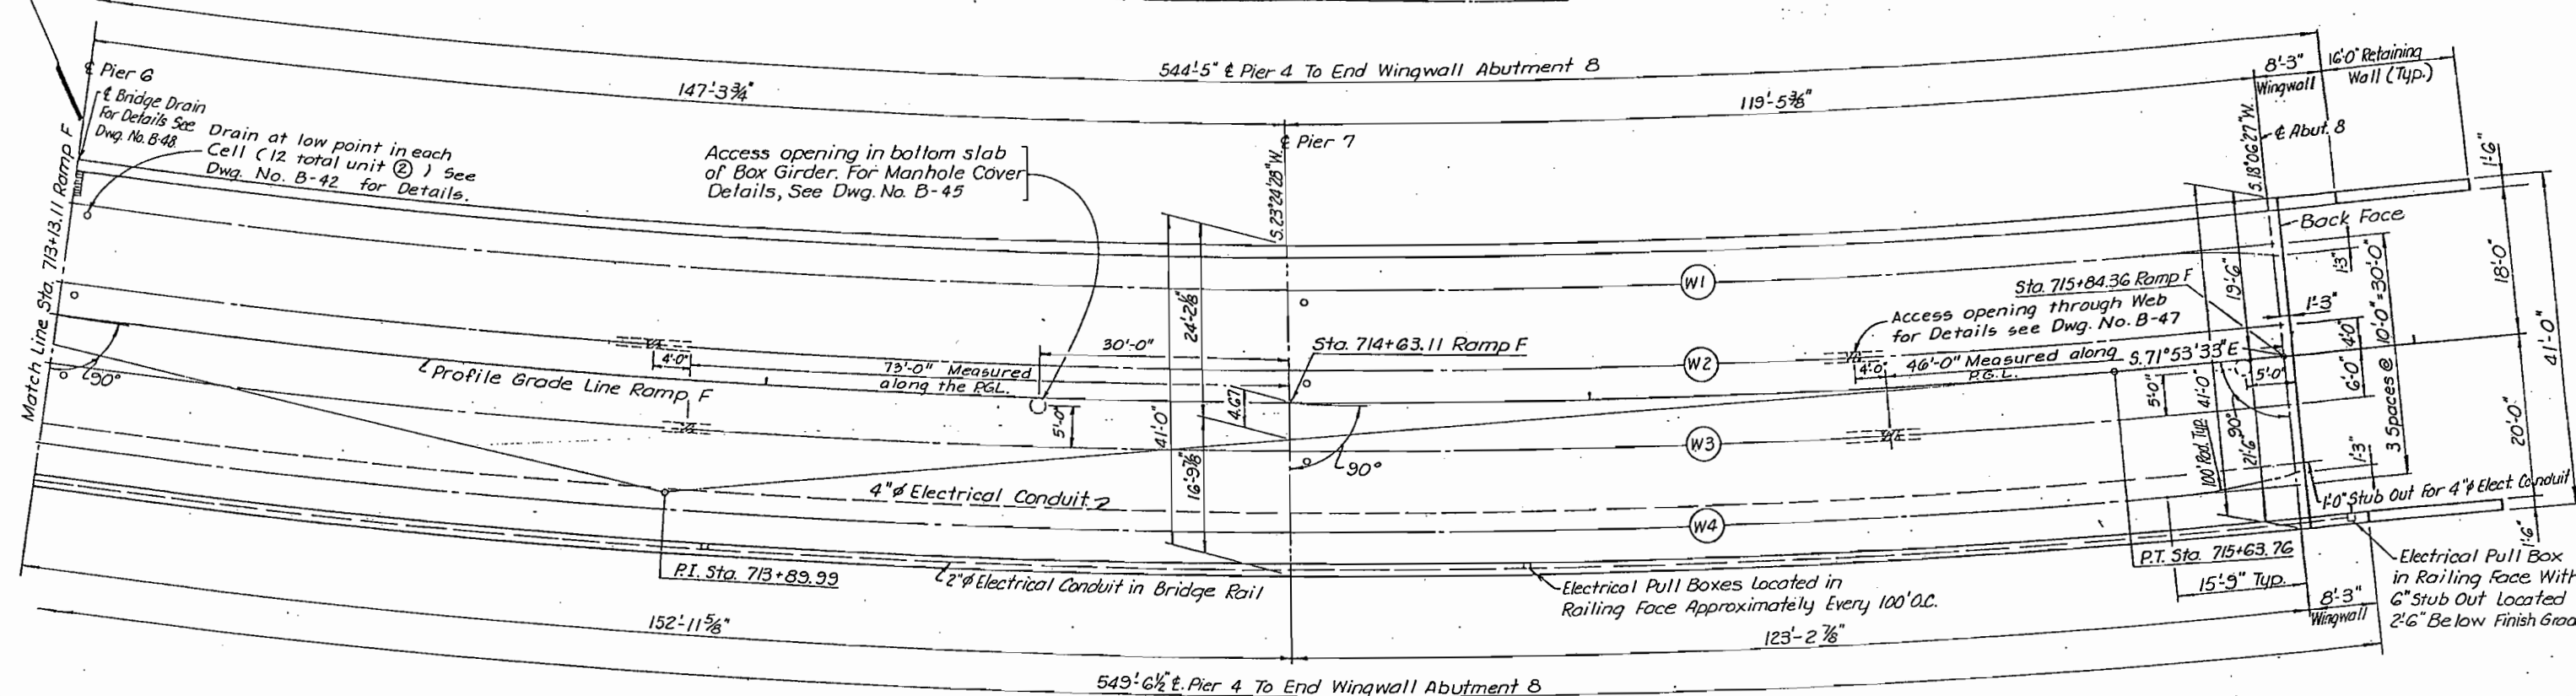 544'-5" ℄ Pier 4 To End Wingwall Abutment 8
8'-3"
Wingwall
16'-0" Retaining
Wall (Typ.)
147'-3¾"
119'-5⅜"
℄ Pier 6
℄ Bridge Drain
For Details See
Dwg. No. B-48
Drain at low point in each
Cell (12 total unit ②) See
Dwg. No. B-42 for Details.
Match Line Sta. 713+13.11 Ramp F
Access opening in bottom slab
of Box Girder. For Manhole Cover
Details, See Dwg. No. B-45
℄ Pier 7
S.23°24'28"W.
S.18°06'27"W.
℄ Abut. 8
1'-6"
Back Face
W1
Sta. 715+84.36 Ramp F
1'-3"
1'-3"
19'-6"
18'-0"
41'-0"
24'-2⅛"
30'-0"
Sta. 714+63.11 Ramp F
Access opening through Web
for Details see Dwg. No. B-47
4'-0"
73'-0" Measured
along the P.G.L.
W2
4'-0"
46'-0" Measured along
P.G.L.
S.71°53'33"E
5'-0"
4'-0"
6'-0"
3 Spaces @ 10'-0"=30'-0"
90°
Profile Grade Line Ramp F
5'-0"
41'-0"
4.67'
5'-0"
100' Rad. Typ.
41'-0"
90°
21'-6"
1'-3"
20'-0"
W3
16'-9⅞"
90°
4"φ Electrical Conduit
W4
1'-0" Stub Out For 4"φ Elect. Conduit
1'-6"
P.I. Sta. 713+89.99
2"φ Electrical Conduit in Bridge Rail
Electrical Pull Boxes Located in
Railing Face Approximately Every 100' O.C.
P.T. Sta. 715+63.76
15'-9" Typ.
8'-3"
Wingwall
Electrical Pull Box
in Railing Face With
6" Stub Out Located
2'-6" Below Finish Grad
152'-11⅝"
123'-2⅞"
549'-6½" ℄ Pier 4 To End Wingwall Abutment 8